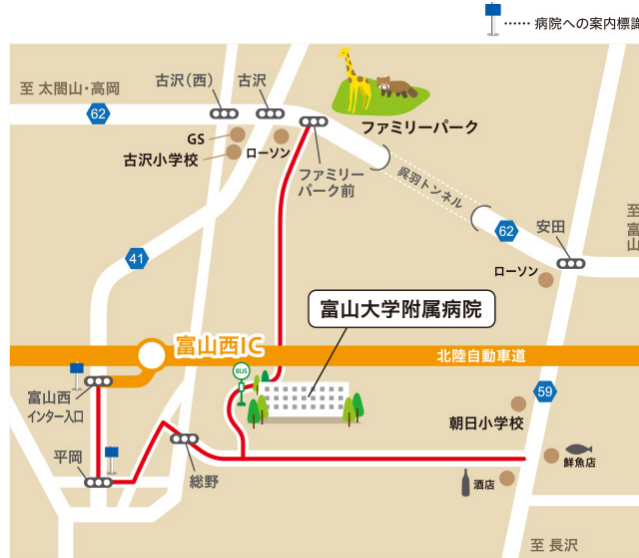 …… 病院への案内標識
至 太閤山・高岡
古沢(西)
古沢
62
GS
古沢小学校
ローソン
ファミリーパーク
ファミリー
パーク前
呉羽トンネル
62
安田
至
富山
ローソン
41
富山大学附属病院
富山西IC
北陸自動車道
BUS
富山西
インター入口
59
朝日小学校
平岡
総野
鮮魚店
酒店
至 長沢